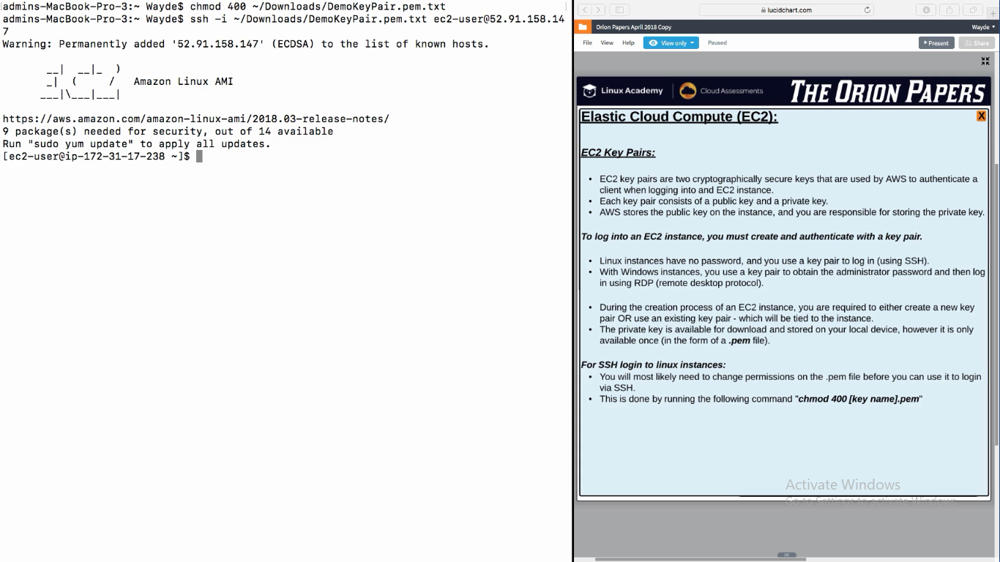 admins-MacBook-Pro-3:~ Wayde$ chmod 400 ~/Downloads/DemoKeyPair.pem.txt
admins-MacBook-Pro-3:~ Wayde$ ssh -i ~/Downloads/DemoKeyPair.pem.txt ec2-user@52.91.158.14
7
Warning: Permanently added '52.91.158.147' (ECDSA) to the list of known hosts.
__|  __|_  )
_|  (     /   Amazon Linux AMI
___|\___|___|
https://aws.amazon.com/amazon-linux-ami/2018.03-release-notes/
9 package(s) needed for security, out of 14 available
Run "sudo yum update" to apply all updates.
[ec2-user@ip-172-31-17-238 ~]$
lucidchart.com
Orion Papers April 2018 Copy
Wayde
File View Help View only Paused Present Share
Linux Academy Cloud Assessments THE ORION PAPERS
Elastic Cloud Compute (EC2): X
EC2 Key Pairs:
• EC2 key pairs are two cryptographically secure keys that are used by AWS to authenticate a
client when logging into and EC2 instance.
• Each key pair consists of a public key and a private key.
• AWS stores the public key on the instance, and you are responsible for storing the private key.
To log into an EC2 instance, you must create and authenticate with a key pair.
• Linux instances have no password, and you use a key pair to log in (using SSH).
• With Windows instances, you use a key pair to obtain the administrator password and then log
in using RDP (remote desktop protocol).
• During the creation process of an EC2 instance, you are required to either create a new key
pair OR use an existing key pair - which will be tied to the instance.
• The private key is available for download and stored on your local device, however it is only
available once (in the form of a .pem file).
For SSH login to linux instances:
• You will most likely need to change permissions on the .pem file before you can use it to login
via SSH.
• This is done by running the following command "chmod 400 [key name].pem"
Activate Windows
Go to Settings to activate Windows.